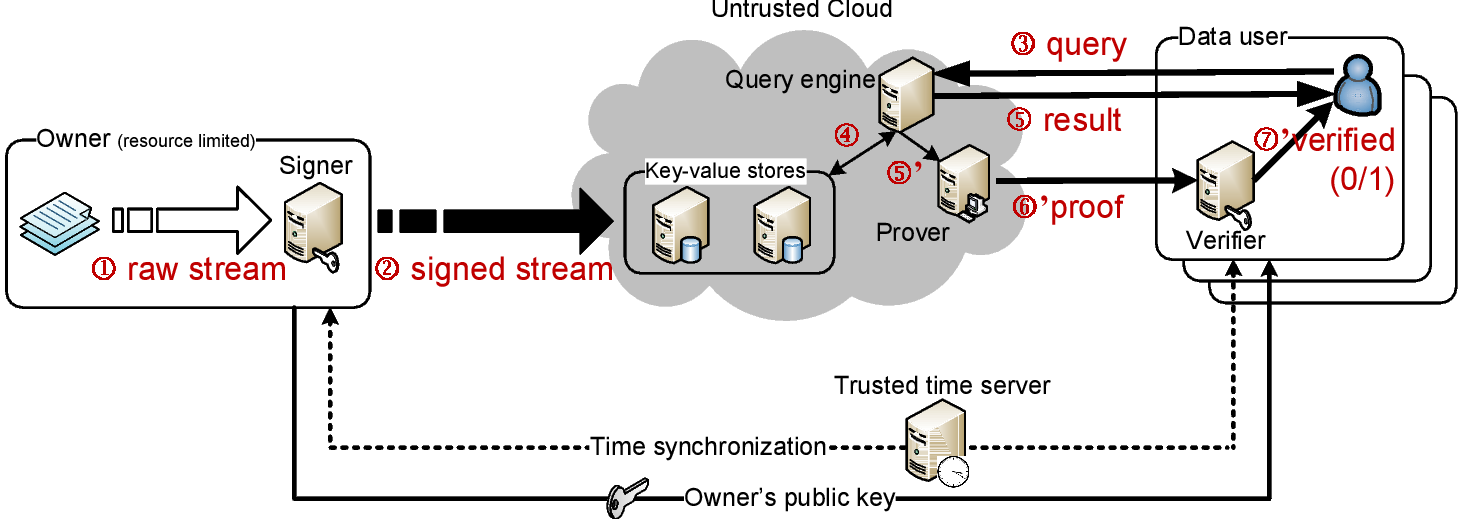 Untrusted Cloud
Owner (resource limited)
Signer
① raw stream
② signed stream
Query engine
Key-value stores
④
⑤’
Prover
③ query
⑤ result
⑥’proof
Data user
⑦’verified
(0/1)
Verifier
Trusted time server
Time synchronization
Owner’s public key